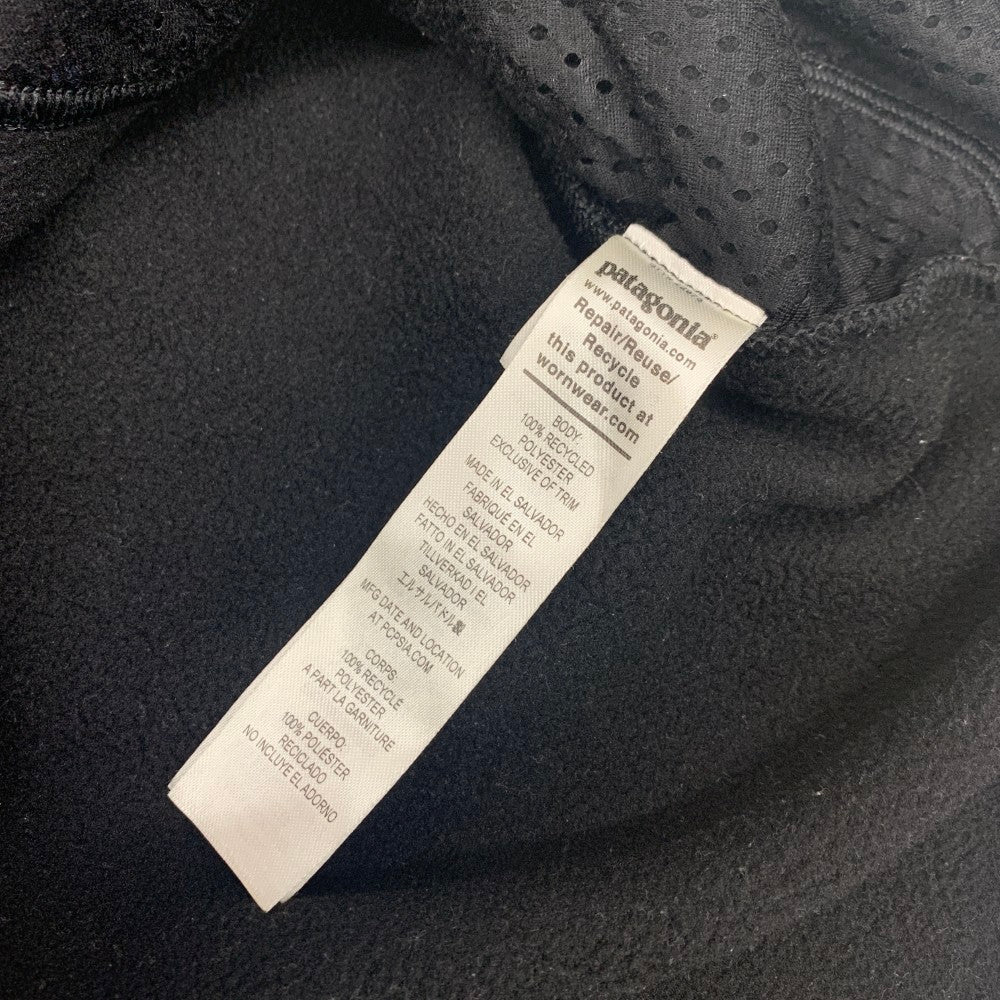 patagonia®
www.patagonia.com
Repair/Reuse/
Recycle
this product at
wornwear.com
BODY:
100% RECYCLED
POLYESTER
EXCLUSIVE OF TRIM
MADE IN EL SALVADOR
FABRIQUÉ EN EL
SALVADOR
HECHO EN EL SALVADOR
FATTO IN EL SALVADOR
TILLVERKAD I EL
SALVADOR
エルサルバドル製
MFG DATE AND LOCATION
AT PCPSIA.COM
CORPS:
100% RECYCLÉ
POLYESTER
A PART LA GARNITURE
CUERPO:
100% POLIÉSTER
RECICLADO
NO INCLUYE EL ADORNO